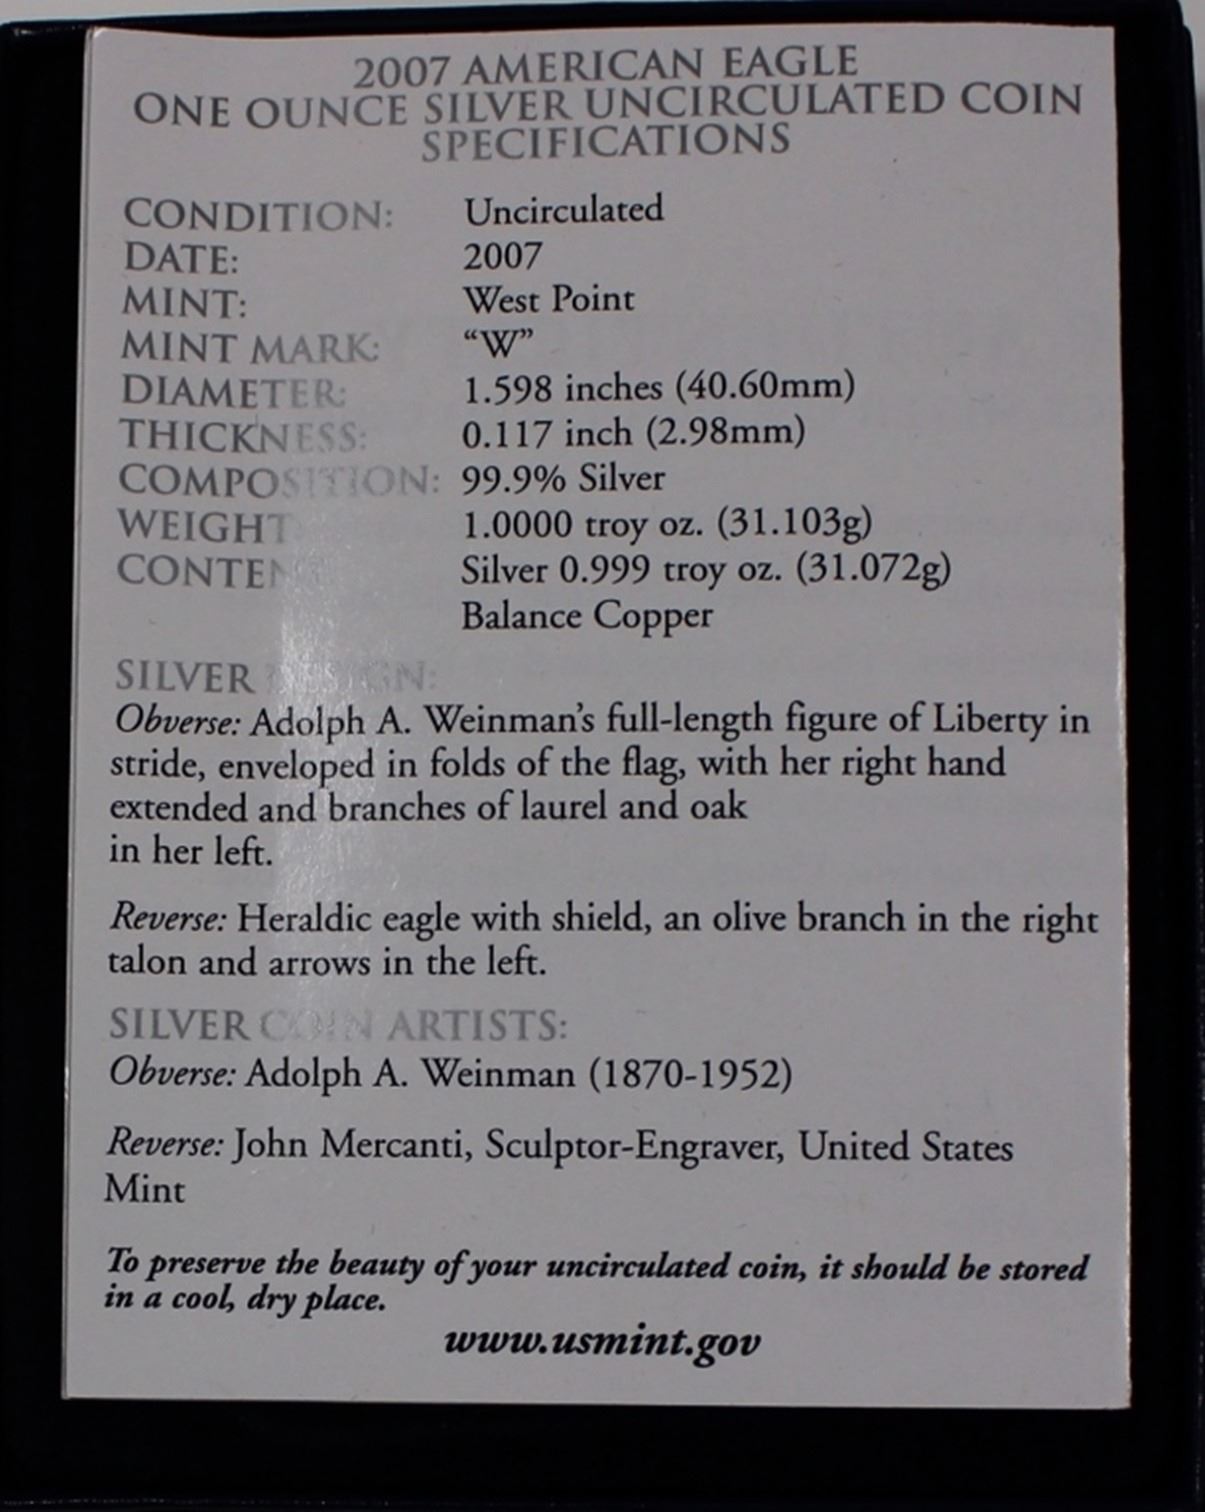 2007 AMERICAN EAGLE
ONE OUNCE SILVER UNCIRCULATED COIN
SPECIFICATIONS
CONDITION: Uncirculated
DATE: 2007
MINT: West Point
MINT MARK: “W”
DIAMETER: 1.598 inches (40.60mm)
THICKNESS: 0.117 inch (2.98mm)
COMPOSITION: 99.9% Silver
WEIGHT 1.0000 troy oz. (31.103g)
Silver 0.999 troy oz. (31.072g)
Balance Copper
SILVER
Obverse: Adolph A. Weinman’s full-length figure of Liberty in
stride, enveloped in folds of the flag, with her right hand
extended and branches of laurel and oak
in her left.
Reverse: Heraldic eagle with shield, an olive branch in the right
talon and arrows in the left.
SILVER COIN ARTISTS:
Obverse: Adolph A. Weinman (1870-1952)
Reverse: John Mercanti, Sculptor-Engraver, United States
Mint
To preserve the beauty of your uncirculated coin, it should be stored
in a cool, dry place.
www.usmint.gov